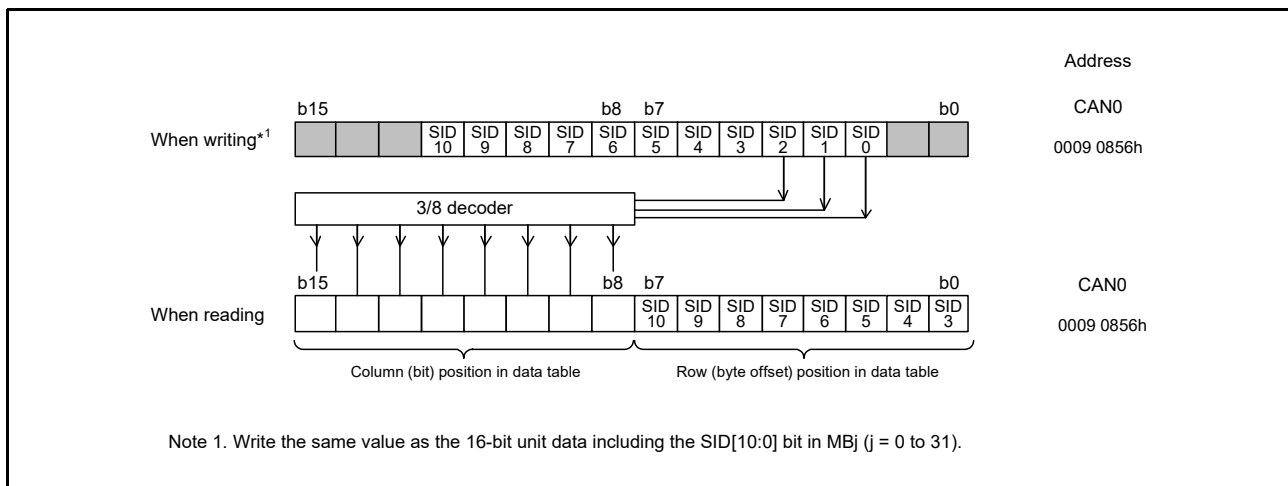 Address
b15 b8 b7 b0 CAN0
When writing*1 SID 10 SID 9 SID 8 SID 7 SID 6 SID 5 SID 4 SID 3 SID 2 SID 1 SID 0 0009 0856h
3/8 decoder
b15 b8 b7 b0 CAN0
When reading SID 10 SID 9 SID 8 SID 7 SID 6 SID 5 SID 4 SID 3 0009 0856h
Column (bit) position in data table Row (byte offset) position in data table
Note 1. Write the same value as the 16-bit unit data including the SID[10:0] bit in MBj (j = 0 to 31).